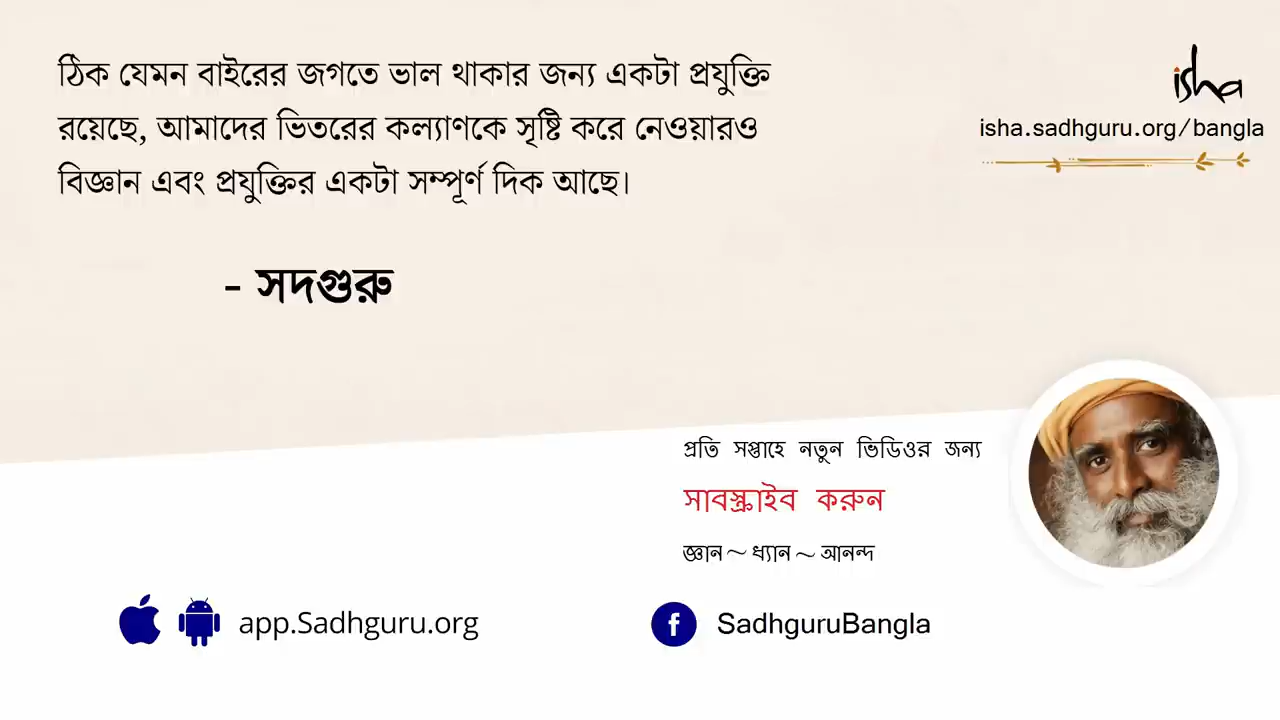 ঠিক যেমন বাইরের জগতে ভাল থাকার জন্য একটা প্রযুক্তি
রয়েছে, আমাদের ভিতরের কল্যাণকে সৃষ্টি করে নেওয়ারও
বিজ্ঞান এবং প্রযুক্তির একটা সম্পূর্ণ দিক আছে।
- সদগুরু
isha
isha.sadhguru.org/bangla
প্রতি সপ্তাহে নতুন ভিডিওর জন্য
সাবস্ক্রাইব করুন
জ্ঞান ~ ধ্যান ~ আনন্দ
app.Sadhguru.org
f SadhguruBangla